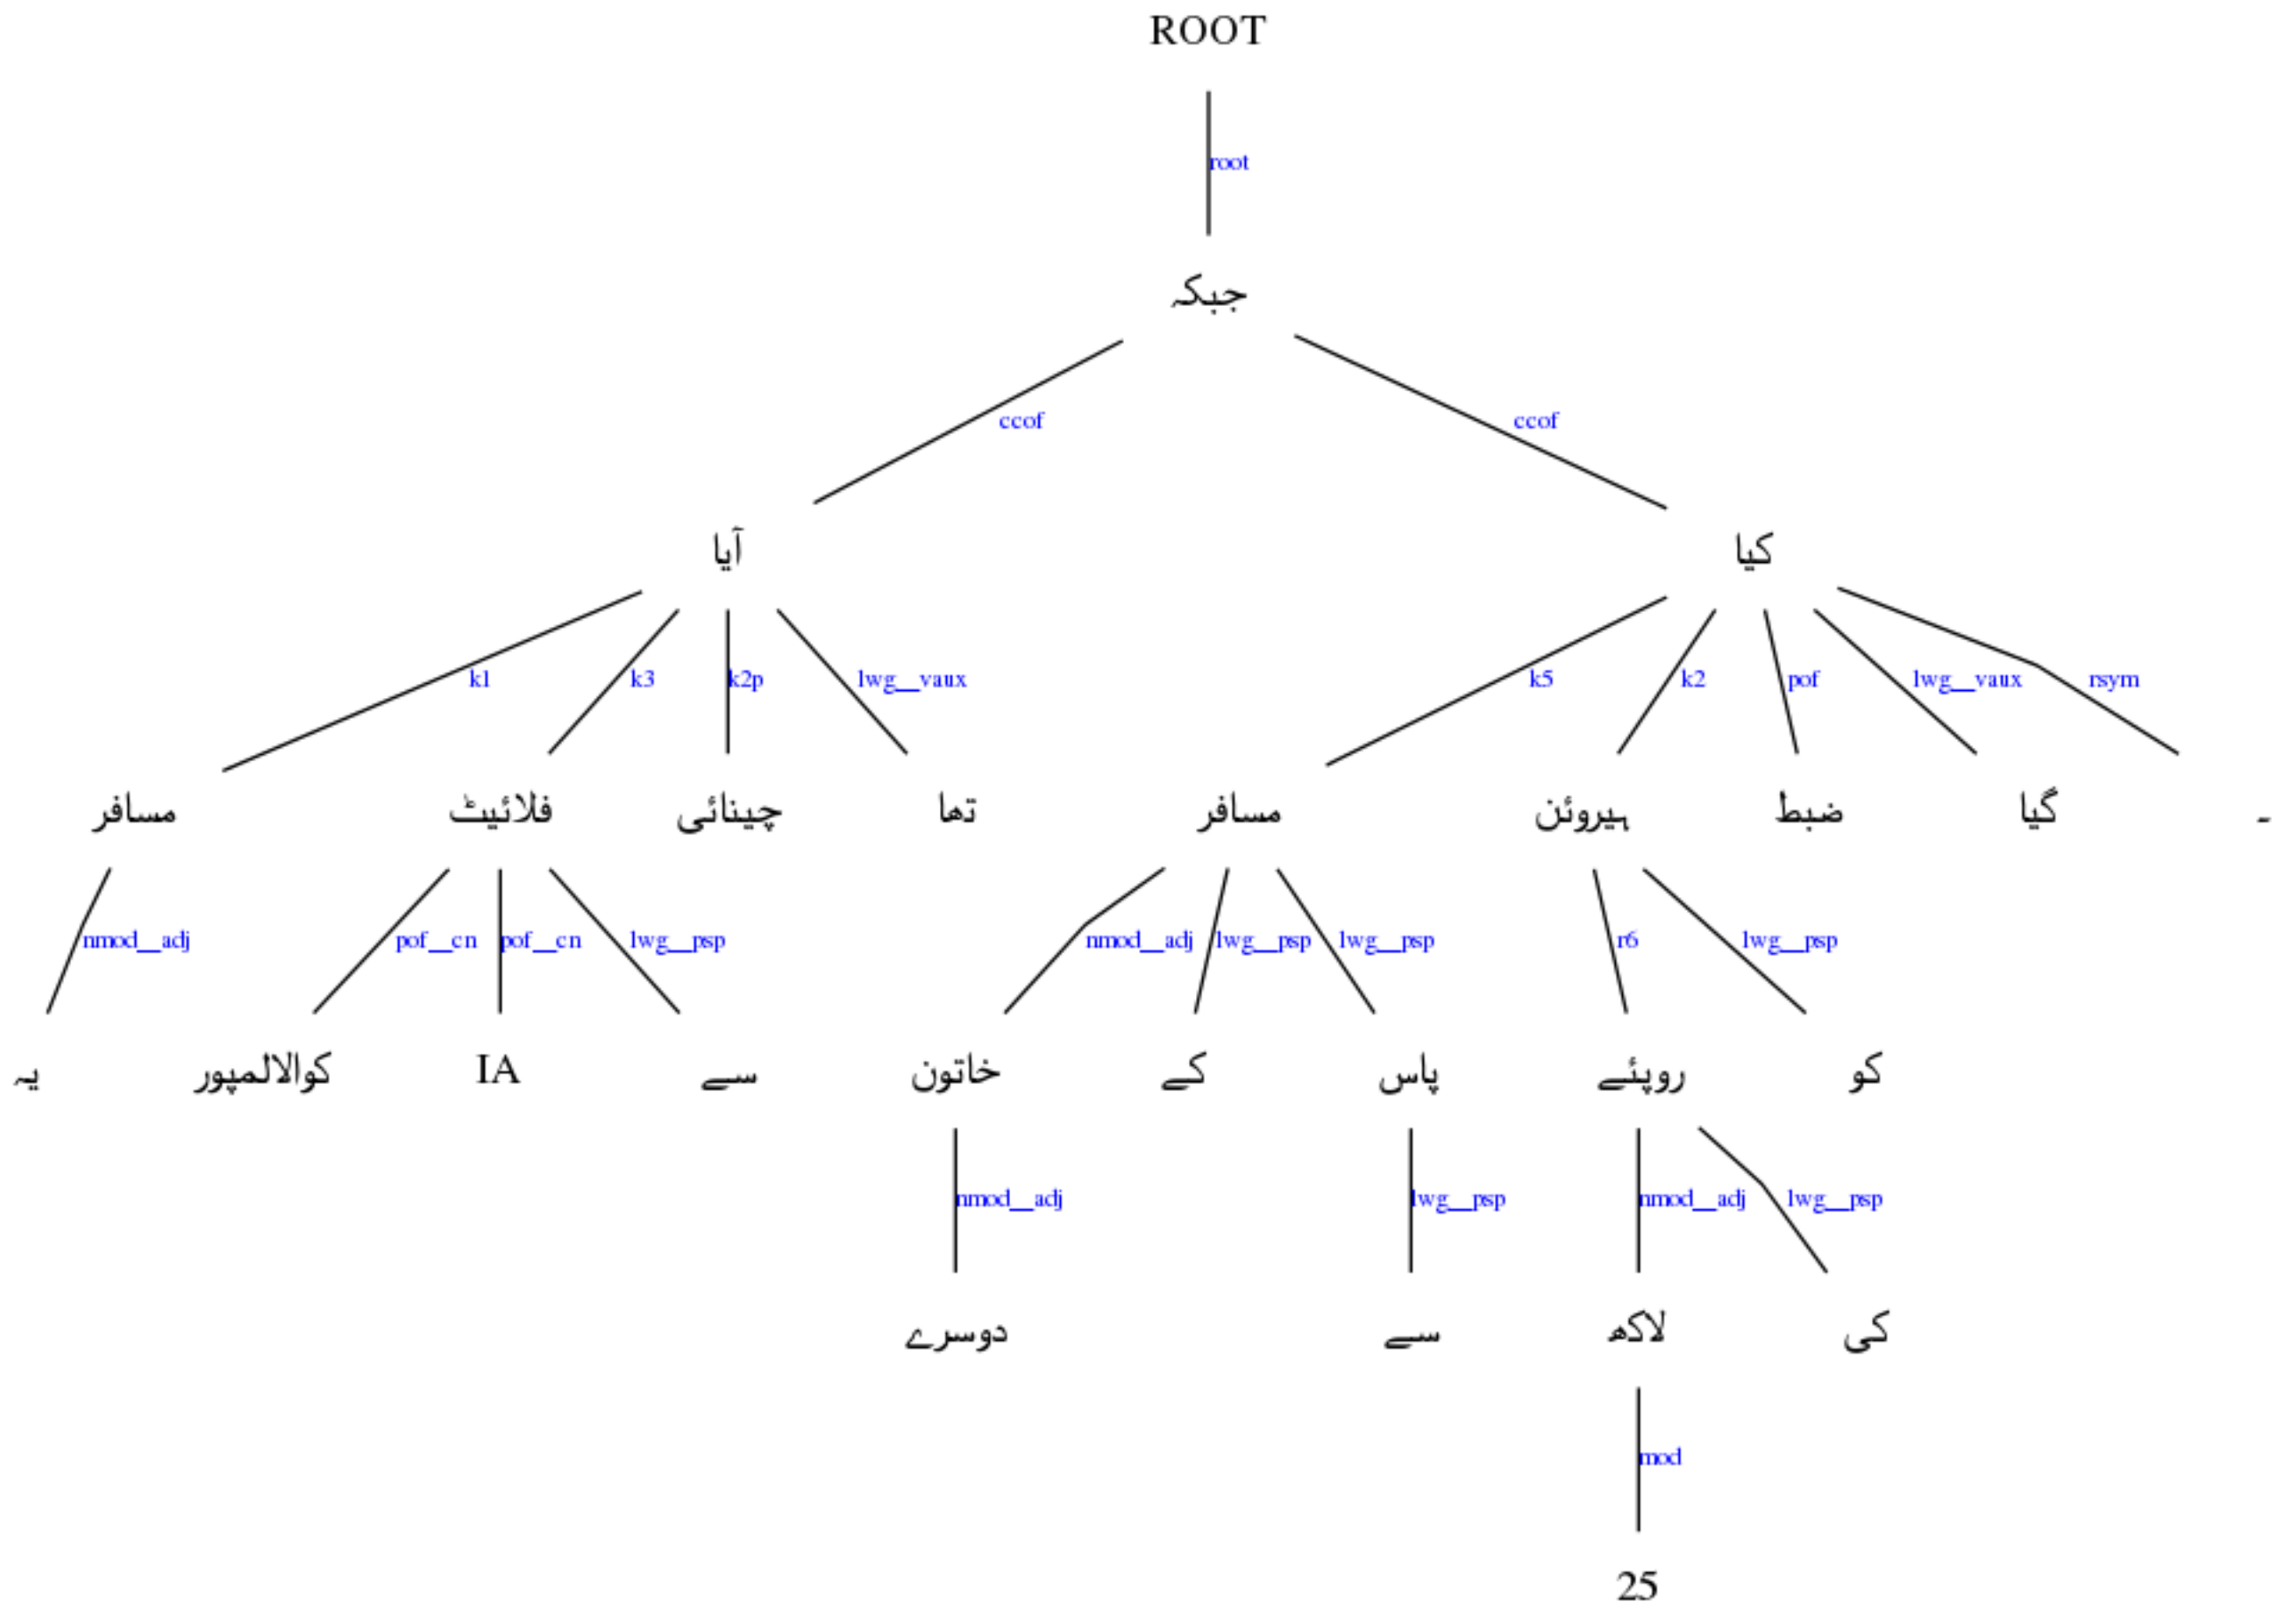 ROOT
root
جبکہ
ccof ccof
آیا کیا
k1 k3 k2p lwg__vaux k5 k2 pof lwg__vaux rsym
مسافر فلائیٹ چینائی تھا مسافر ہیروئن ضبط گیا ۔
nmod__adj pof__cn pof__cn lwg__psp nmod__adj lwg__psp lwg__psp r6 lwg__psp
یہ کوالالمپور IA سے خاتون کے پاس روپئے کو
nmod__adj lwg__psp nmod__adj lwg__psp
دوسرے سے لاکھ کی
mod
25